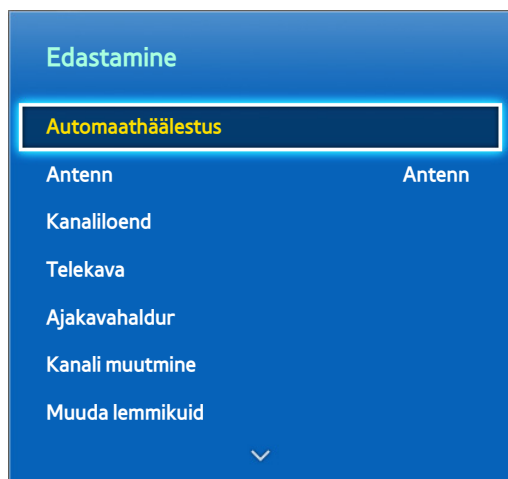 Edastamine
Automaathäälestus
Antenn Antenn
Kanaliloend
Telekava
Ajakavahaldur
Kanali muutmine
Muuda lemmikuid